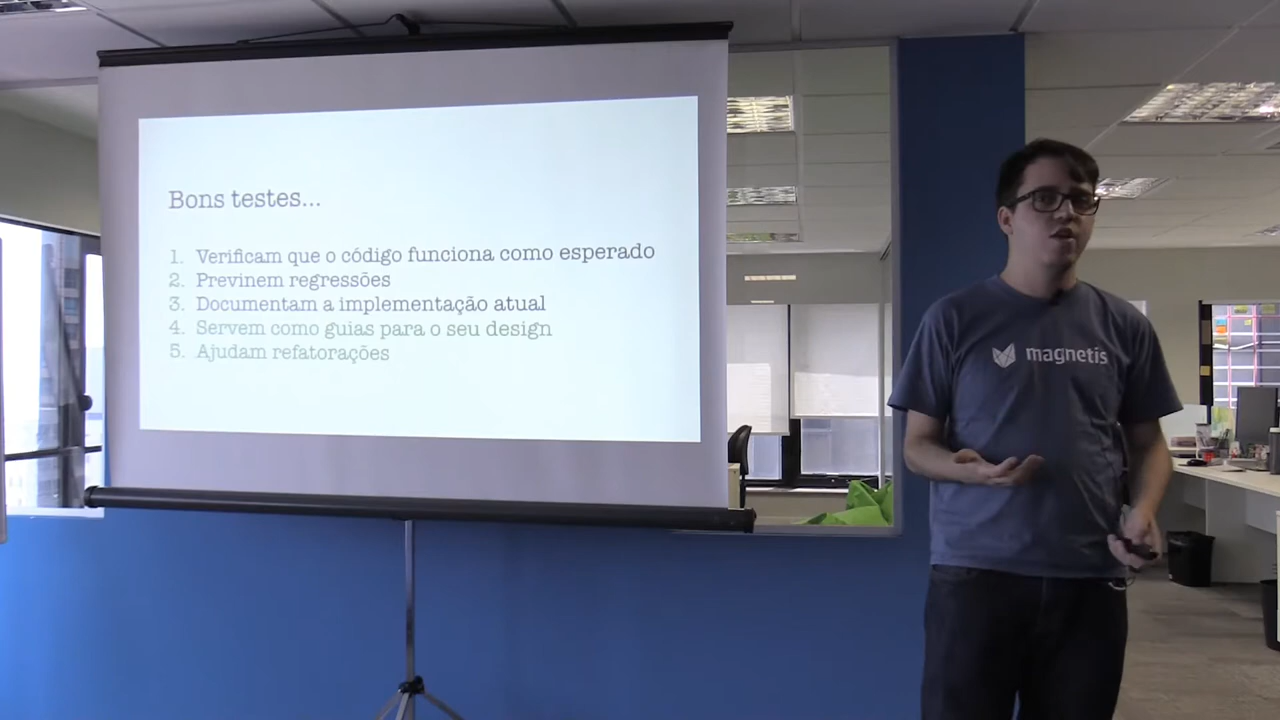 Bons testes...
1. Verificam que o código funciona como esperado
2. Previnem regressões
3. Documentam a implementação atual
4. Servem como guias para o seu design
5. Ajudam refatorações
magnetis